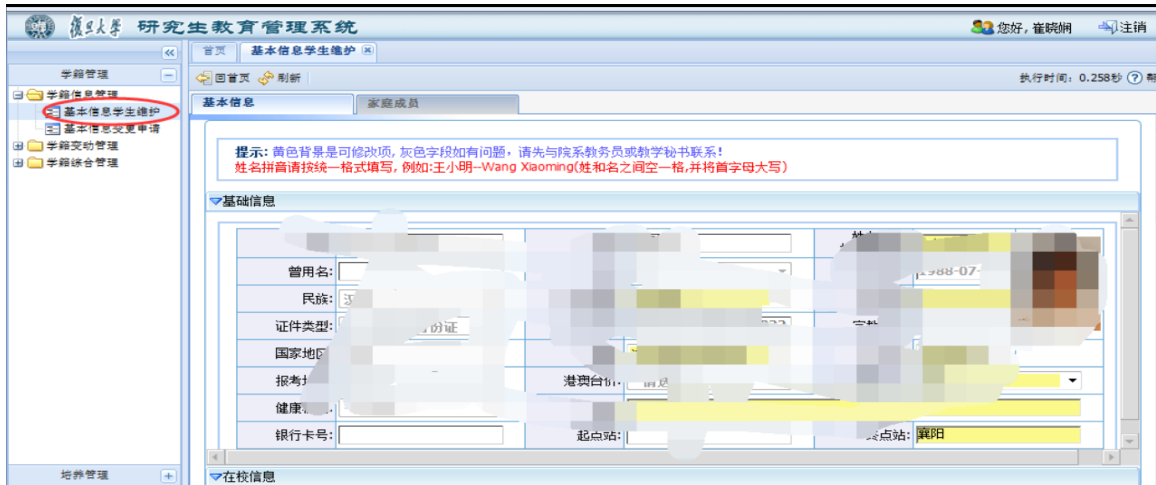 復旦大學 研究生教育管理系统
您好, 崔晓娴 注销
首页 基本信息学生维护
学籍管理
回首页 刷新
执行时间: 0.258秒
学籍信息管理
基本信息学生维护
基本信息变更申请
学籍变动管理
学籍综合管理
基本信息 家庭成员
提示: 黄色背景是可修改项, 灰色字段如有问题, 请先与院系教务员或教学秘书联系!
姓名拼音请按统一格式填写, 例如:王小明--Wang Xiaoming(姓和名之间空一格,并将首字母大写)
基础信息
曾用名: 1988-07-
民族:
证件类型: 份证
国家地区
报考 港澳台侨:
健康
银行卡号: 起点站: 终点站: 襄阳
培养管理
在校信息